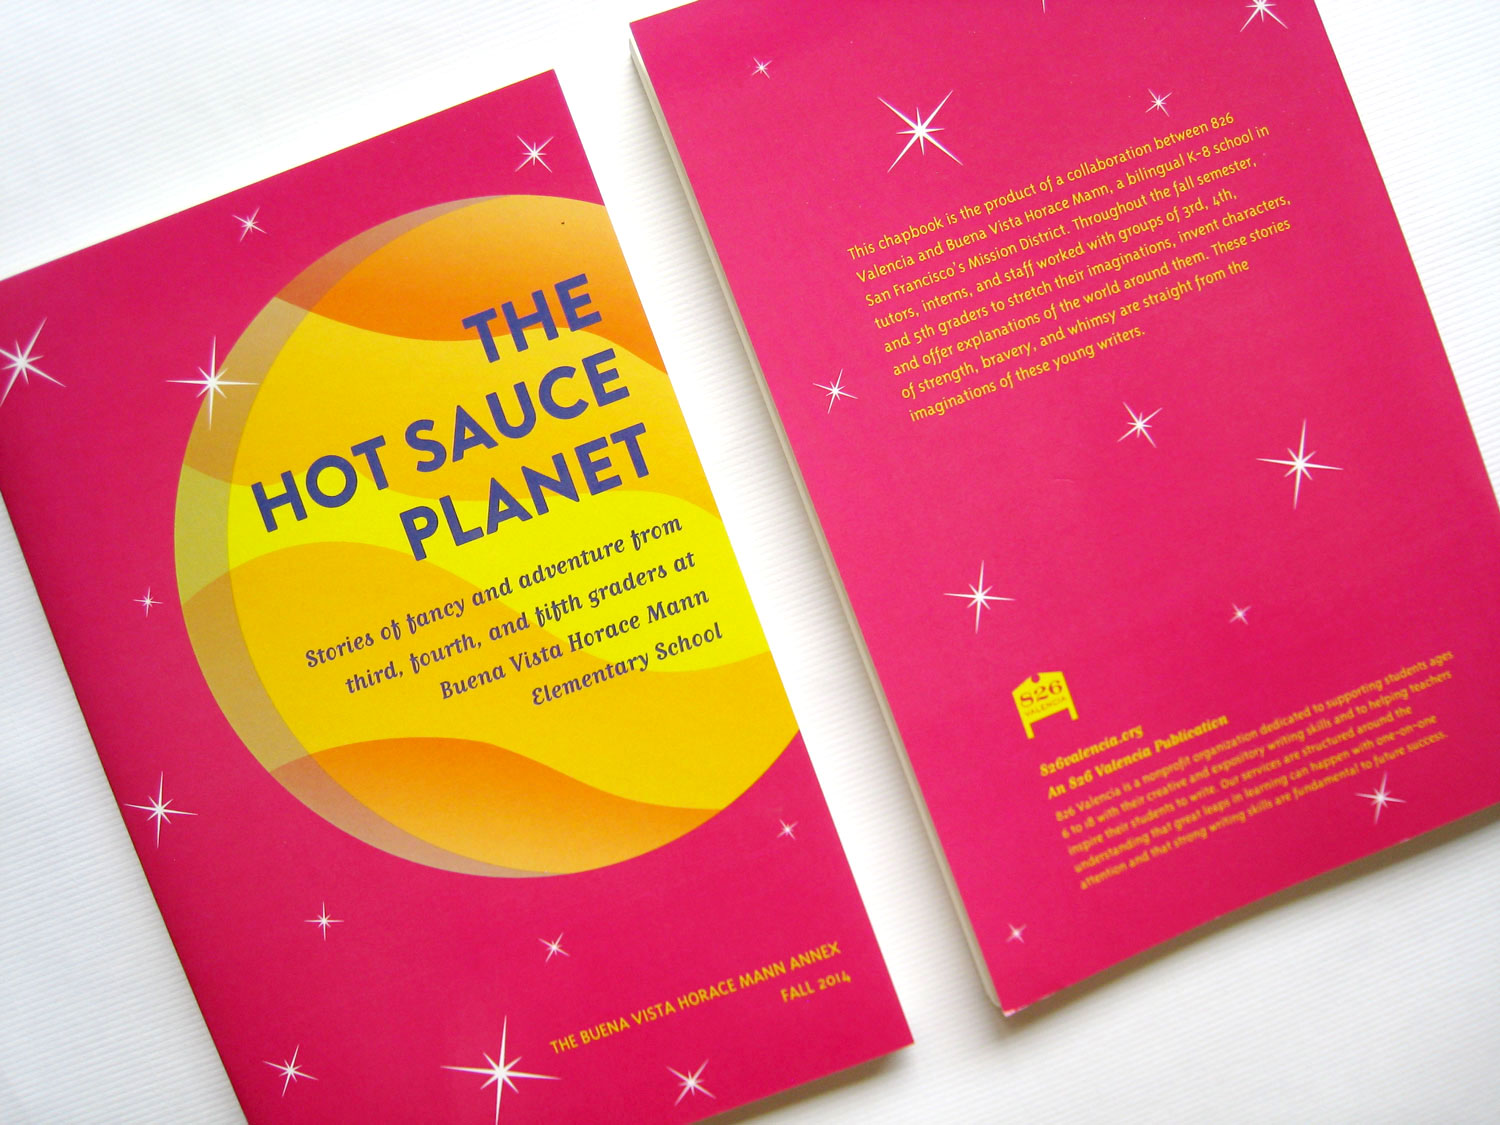 THE
HOT SAUCE
PLANET
Stories of fancy and adventure from
third, fourth, and fifth graders at
Buena Vista Horace Mann
Elementary School
THE BUENA VISTA HORACE MANN ANNEX
FALL 2014
This chapbook is the product of a collaboration between 826
Valencia and Buena Vista Horace Mann, a bilingual K-8 school in
San Francisco's Mission District. Throughout the fall semester,
tutors, interns, and staff worked with groups of 3rd, 4th,
and 5th graders to stretch their imaginations, invent characters,
and offer explanations of the world around them. These stories
of strength, bravery, and whimsy are straight from the
imaginations of these young writers.
826
VALENCIA
826valencia.org
An 826 Valencia Publication
826 Valencia is a nonprofit organization dedicated to supporting students ages
6 to 18 with their creative and expository writing skills and to helping teachers
inspire their students to write. Our services are structured around the
understanding that great leaps in learning can happen with one-on-one
attention and that strong writing skills are fundamental to future success.